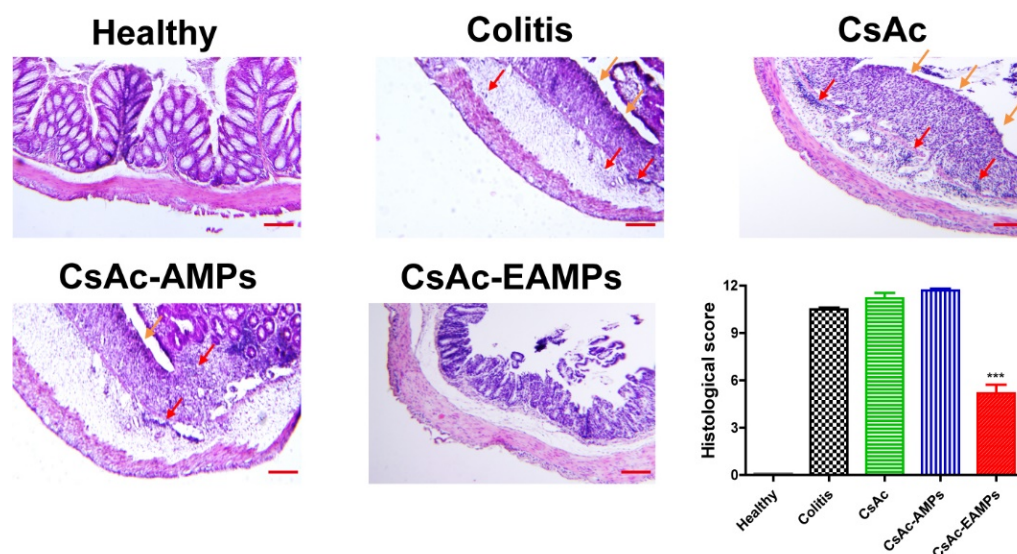 Healthy
Colitis
CsAc
CsAc-AMPs
CsAc-EAMPs
Histological score
12
9
6
3
0
***
Healthy
Colitis
CsAc
CsAc-AMPs
CsAc-EAMPs